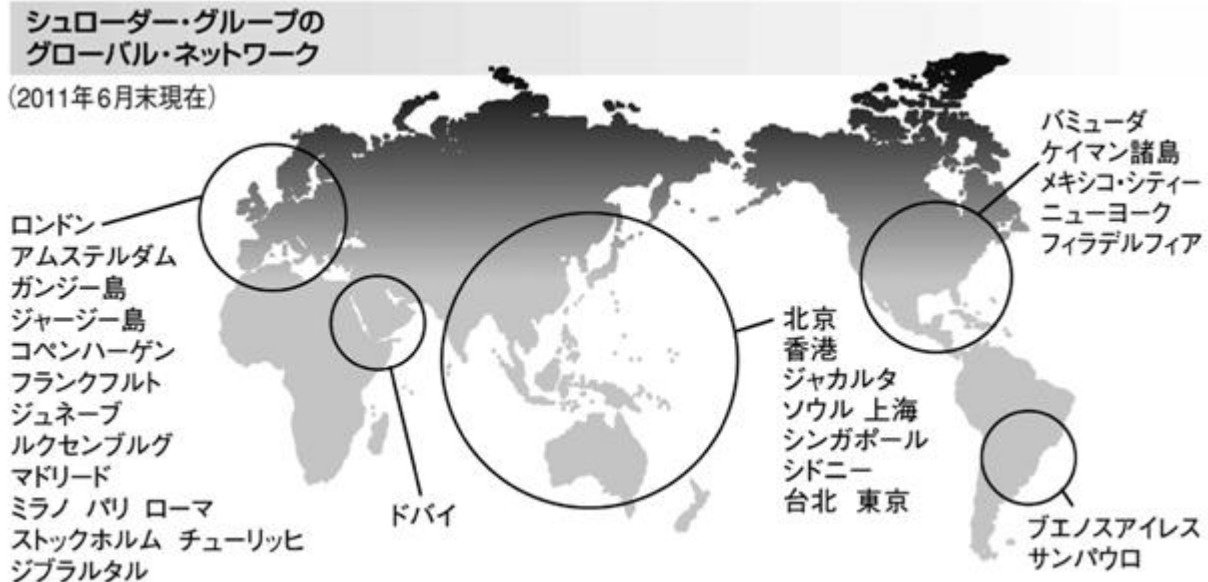 シュローダー・グループの
グローバル・ネットワーク
(2011年6月末現在)
ロンドン
アムステルダム
ガンジー島
ジャージー島
コペンハーゲン
フランクフルト
ジュネーブ
ルクセンブルグ
マドリード
ミラノ パリ ローマ
ストックホルム チューリッヒ
ジブラルタル
ドバイ
北京
香港
ジャカルタ
ソウル 上海
シンガポール
シドニー
台北 東京
バミューダ
ケイマン諸島
メキシコ・シティー
ニューヨーク
フィラデルフィア
ブエノスアイレス
サンパウロ